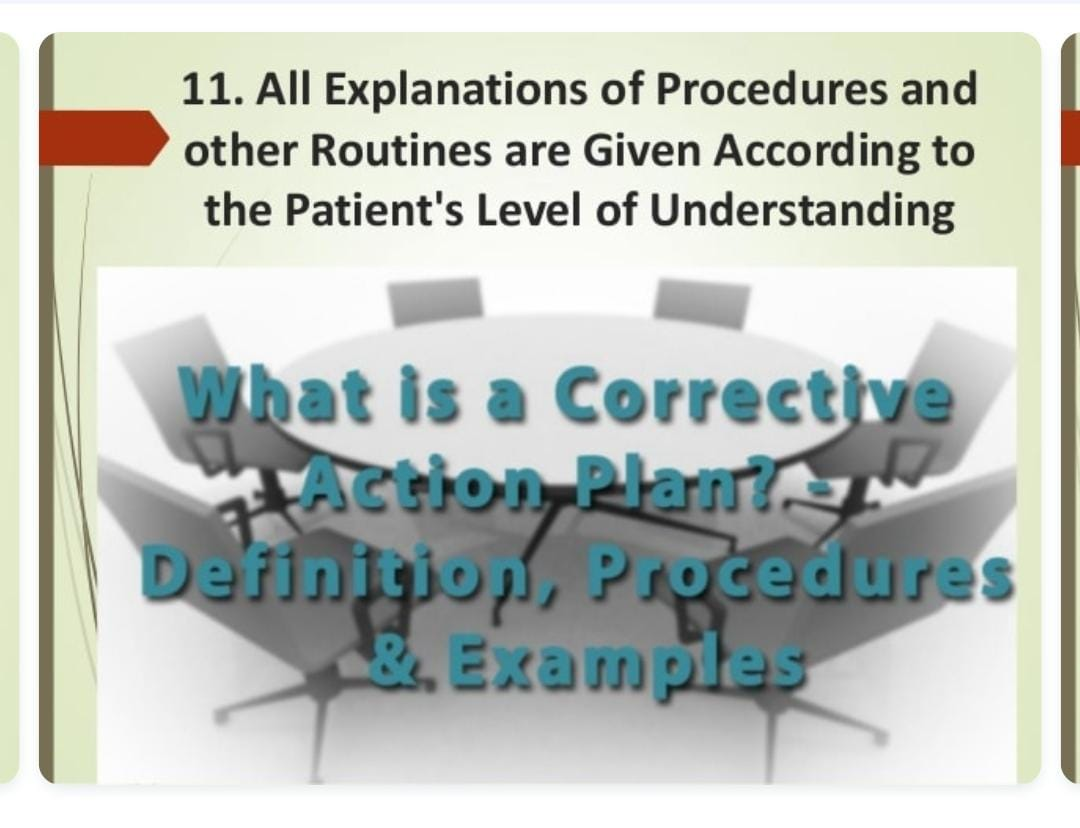 11. All Explanations of Procedures and
other Routines are Given According to
the Patient's Level of Understanding
What is a Corrective
Action Plan? -
Definition, Procedures
& Examples